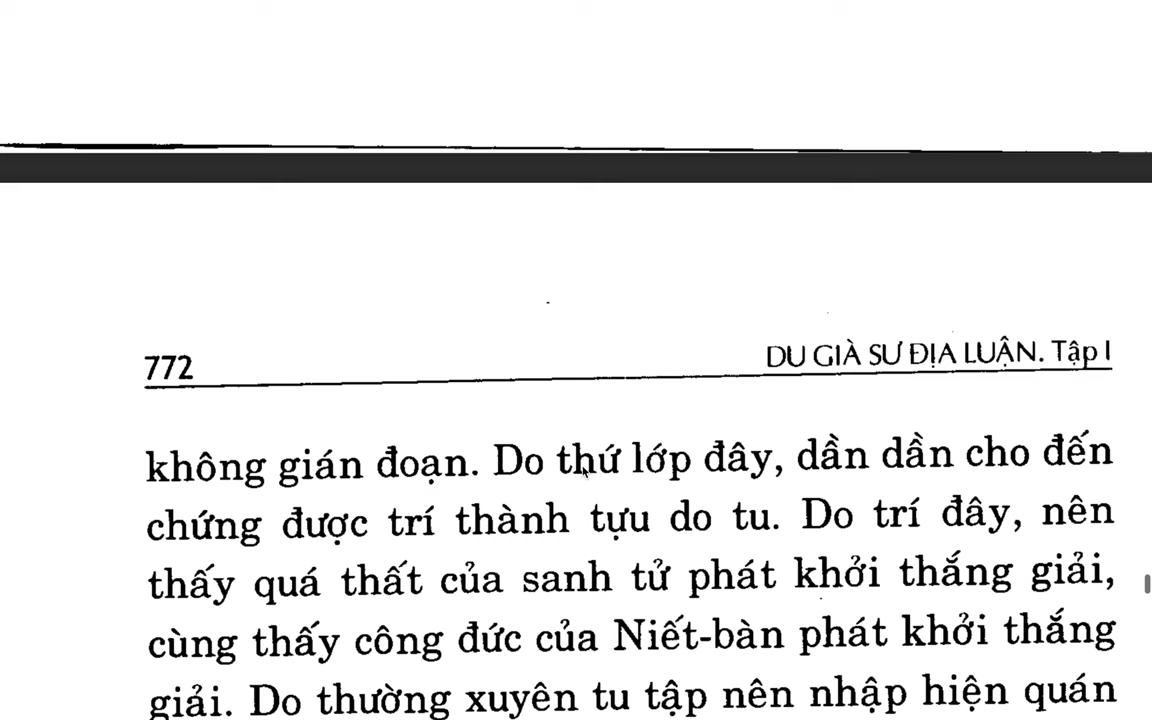 772
DU GIÀ SƯ ĐỊA LUẬN. Tập I
không gián đoạn. Do thứ lớp đây, dần dần cho đến
chứng được trí thành tựu do tu. Do trí đây, nên
thấy quá thất của sanh tử phát khởi thắng giải,
cùng thấy công đức của Niết-bàn phát khởi thắng
giải. Do thường xuyên tu tập nên nhập hiện quán